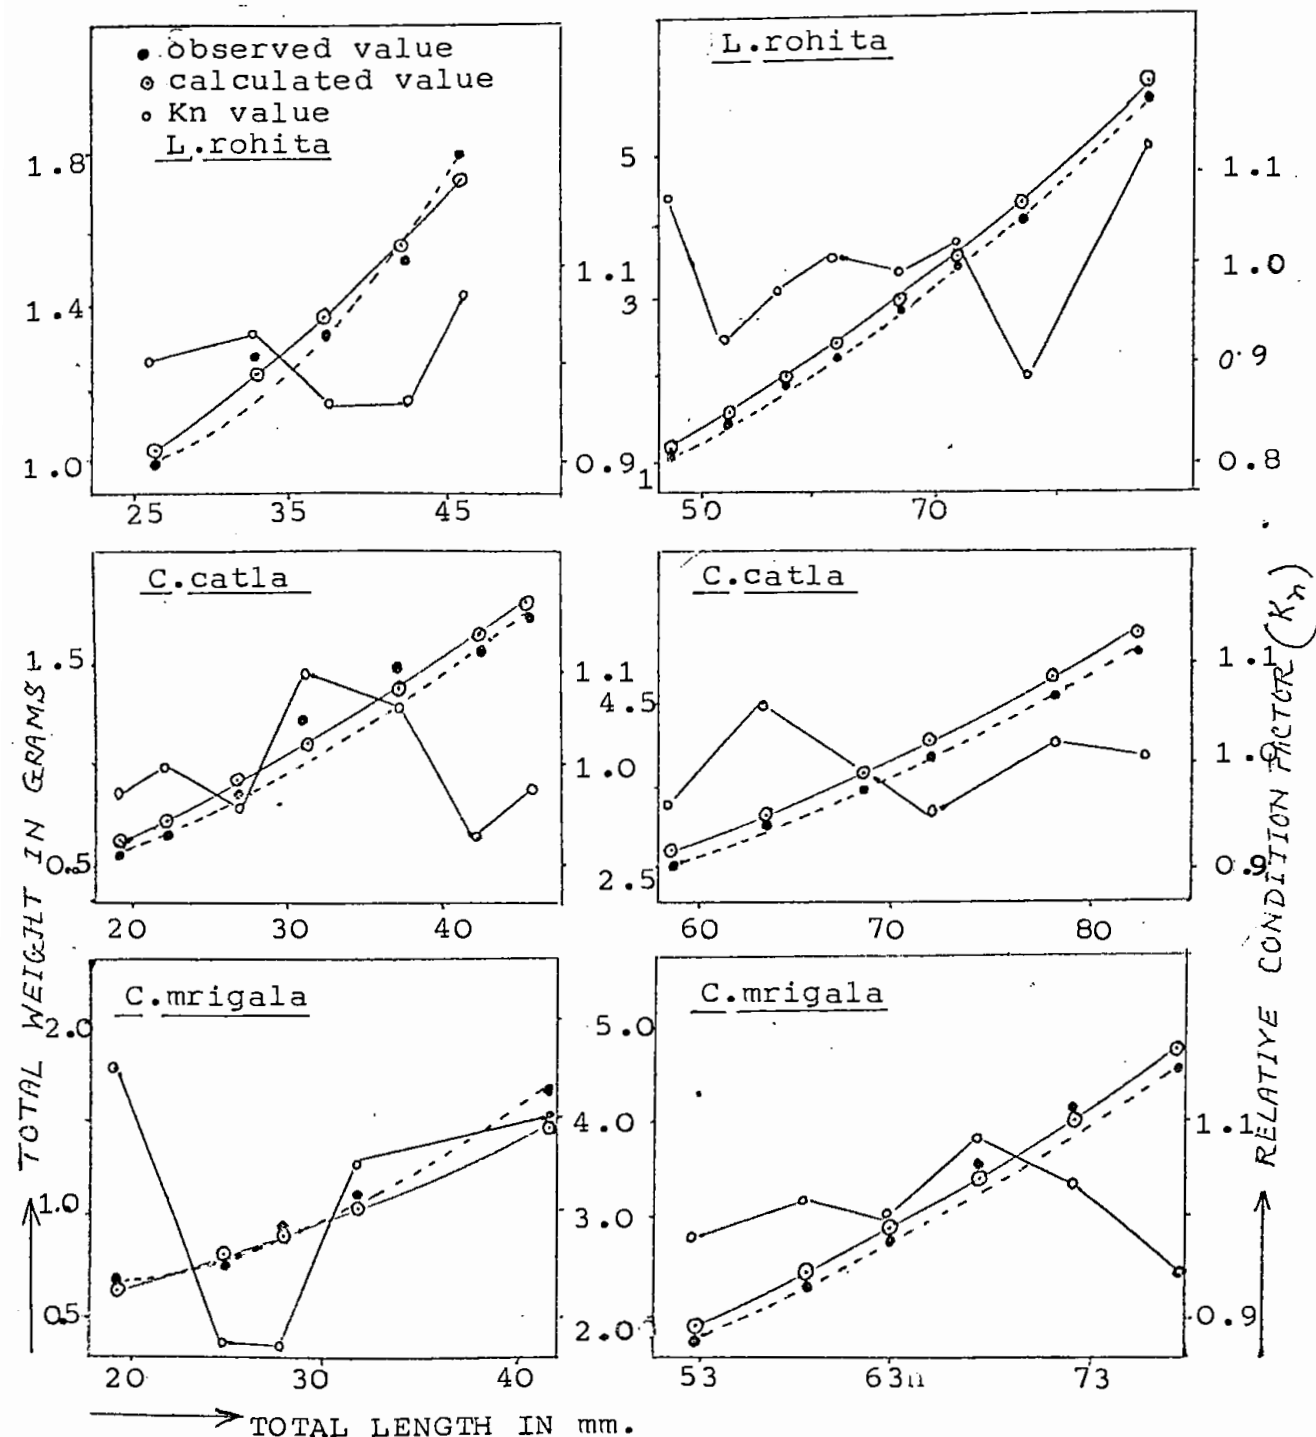 observed value
calculated value
Kn value
L.rohita
1.8
1.4
1.0
1.1
0.9
25 35 45
L.rohita
5
3
1
1.1
1.0
0.9
0.8
50 70
C.catla
1.5
0.5
1.1
1.0
20 30 40
C.catla
4.5
2.5
1.1
1.0
0.9
60 70 80
C.mrigala
2.0
1.0
0.5
20 30 40
C.mrigala
5.0
4.0
3.0
2.0
1.1
0.9
53 63 73
TOTAL WEIGHT IN GRAMS
RELATIVE CONDITION FACTOR (Kn)
TOTAL LENGTH IN mm.